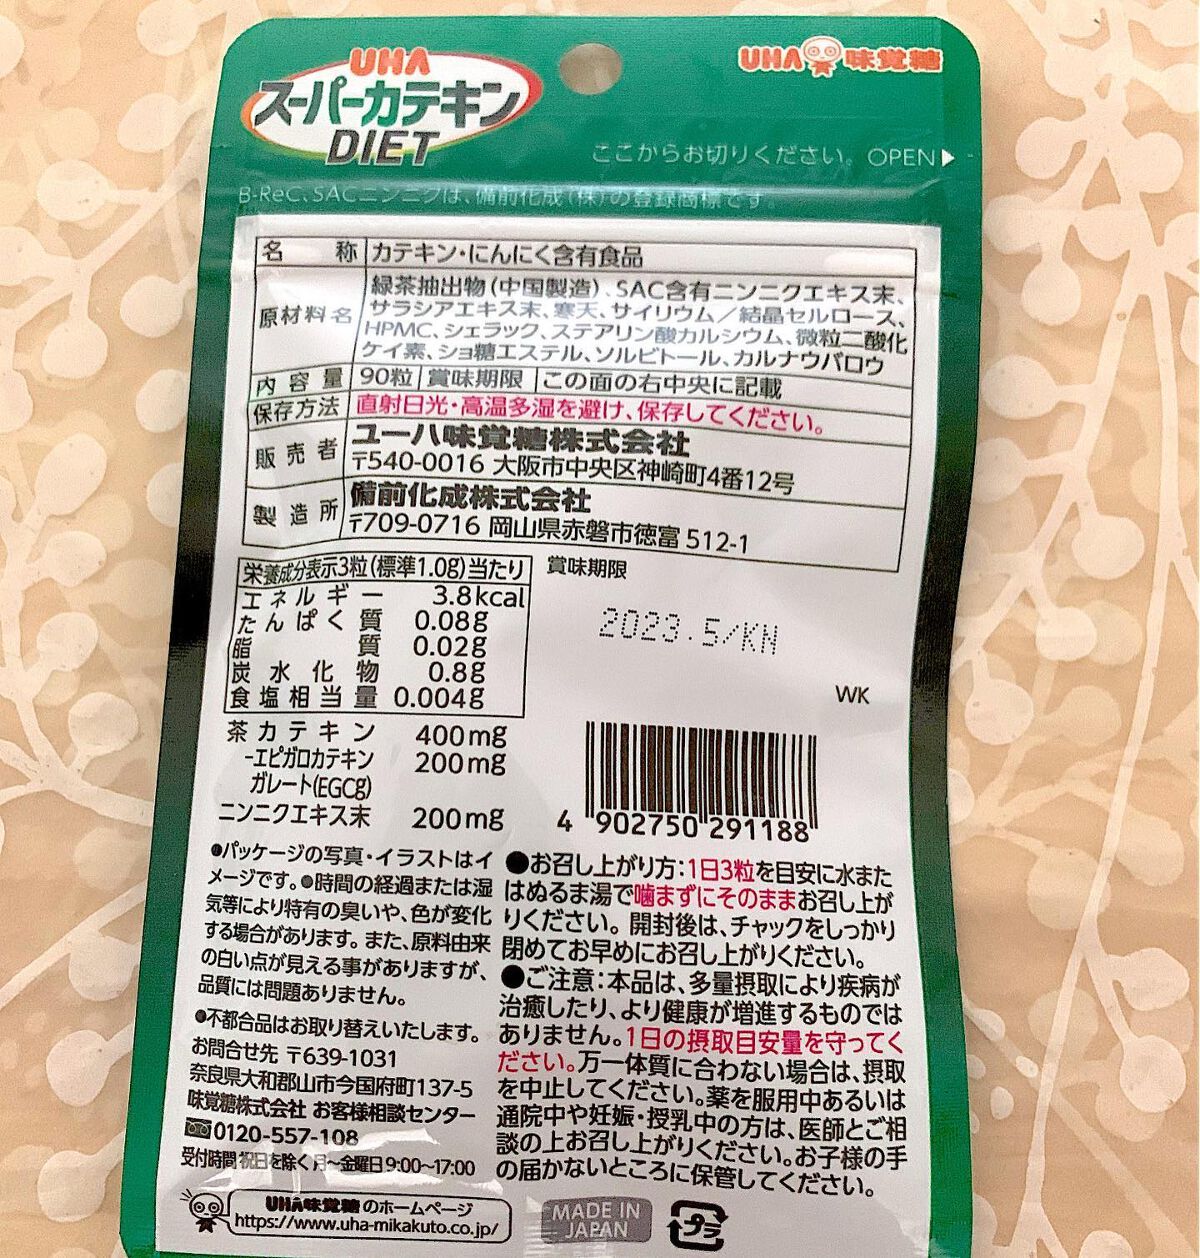 UHA
スーパーカテキン
DIET
UHA味覚糖
ここからお切りください。 OPEN▶
B-ReC、SACニンニクは、備前化成(株)の登録商標です。
名称 カテキン・にんにく含有食品
原材料名 緑茶抽出物(中国製造)、SAC含有ニンニクエキス末、
サラシアエキス末、寒天、サイリウム/結晶セルロース、
HPMC、シェラック、ステアリン酸カルシウム、微粒二酸化
ケイ素、ショ糖エステル、ソルビトール、カルナウバロウ
内容量 90粒 賞味期限 この面の右中央に記載
保存方法 直射日光・高温多湿を避け、保存してください。
販売者 ユーハ味覚糖株式会社
〒540-0016 大阪市中央区神崎町4番12号
製造所 備前化成株式会社
〒709-0716 岡山県赤磐市徳富 512-1
栄養成分表示3粒(標準1.0g)当たり
エネルギー 3.8kcal
たんぱく質 0.08g
脂質 0.02g
炭水化物 0.8g
食塩相当量 0.004g
茶カテキン 400mg
-エピガロカテキン 200mg
ガレート(EGCg)
ニンニクエキス末 200mg
賞味期限
2023.5/KN
WK
4 902750 291188
●パッケージの写真・イラストはイ
メージです。●時間の経過または湿
気等により特有の臭いや、色が変化
する場合があります。また、原料由来
の白い点が見える事がありますが、
品質には問題ありません。
●不都合品はお取り替えいたします。
お問合せ先 〒639-1031
奈良県大和郡山市今国府町137-5
味覚糖株式会社 お客様相談センター
0120-557-108
受付時間 祝日を除く月〜金曜日9:00〜17:00
●お召し上がり方:1日3粒を目安に水また
はぬるま湯で噛まずにそのままお召し上が
りください。開封後は、チャックをしっかり
閉めてお早めにお召し上がりください。
●ご注意:本品は、多量摂取により疾病が
治癒したり、より健康が増進するものでは
ありません。1日の摂取目安量を守ってく
ださい。万一体質に合わない場合は、摂取
を中止してください。薬を服用中あるいは
通院中や妊娠・授乳中の方は、医師とご相
談の上お召し上がりください。お子様の手
の届かないところに保管してください。
UHA味覚糖のホームページ
https://www.uha-mikakuto.co.jp/
MADE IN
JAPAN
プラ